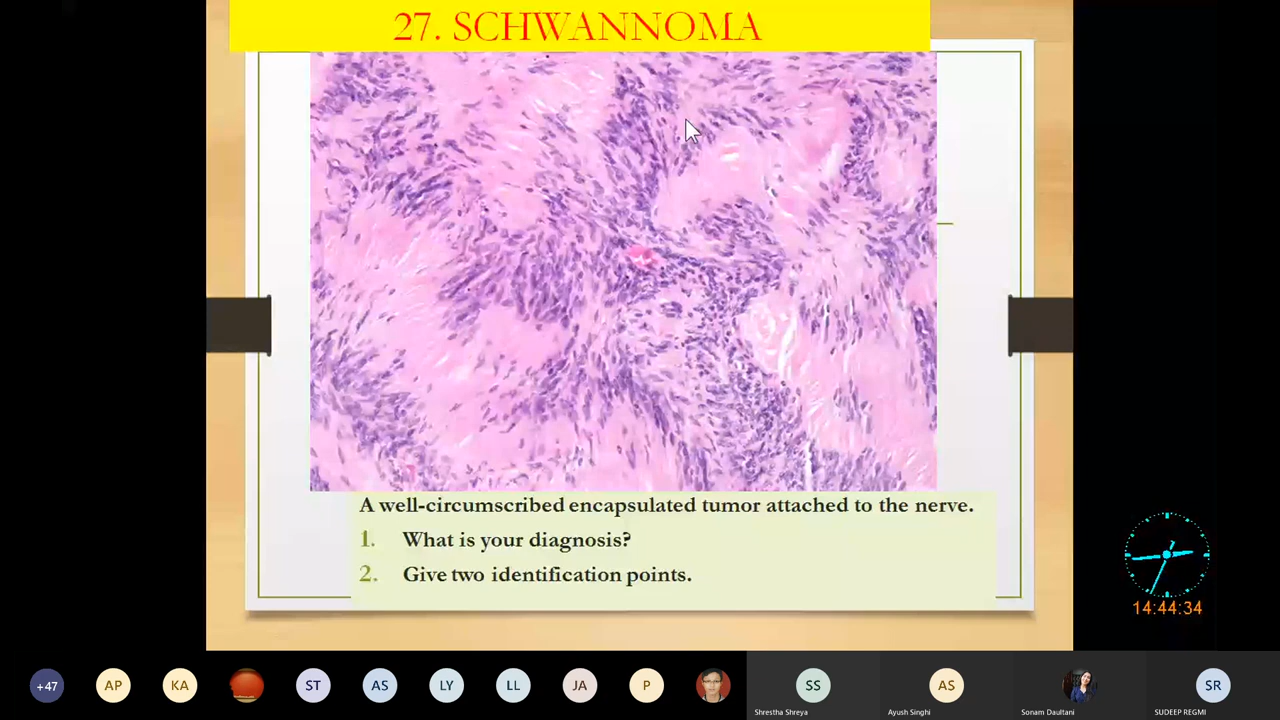 27. SCHWANNOMA
A well-circumscribed encapsulated tumor attached to the nerve.
1. What is your diagnosis?
2. Give two identification points.
14:44:34
+47
AP
KA
ST
AS
LY
LL
JA
P
SS
AS
SR
Shrestha Shreya
Ayush Singhi
Sonam Daultani
SUDEEP REGMI